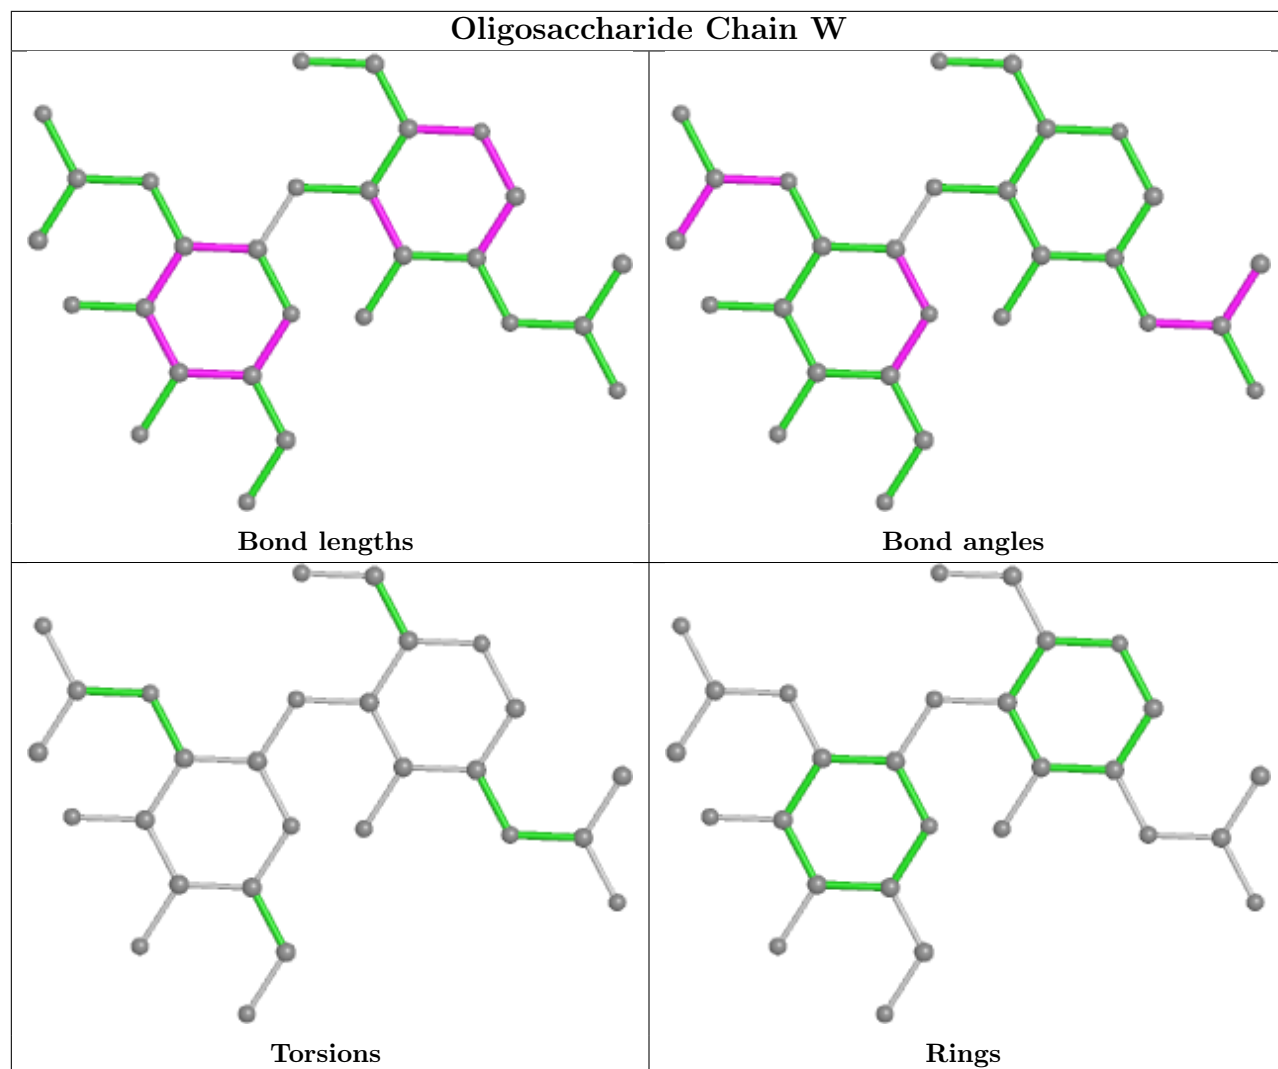 Oligosaccharide Chain W
Bond lengths
Bond angles
Torsions
Rings